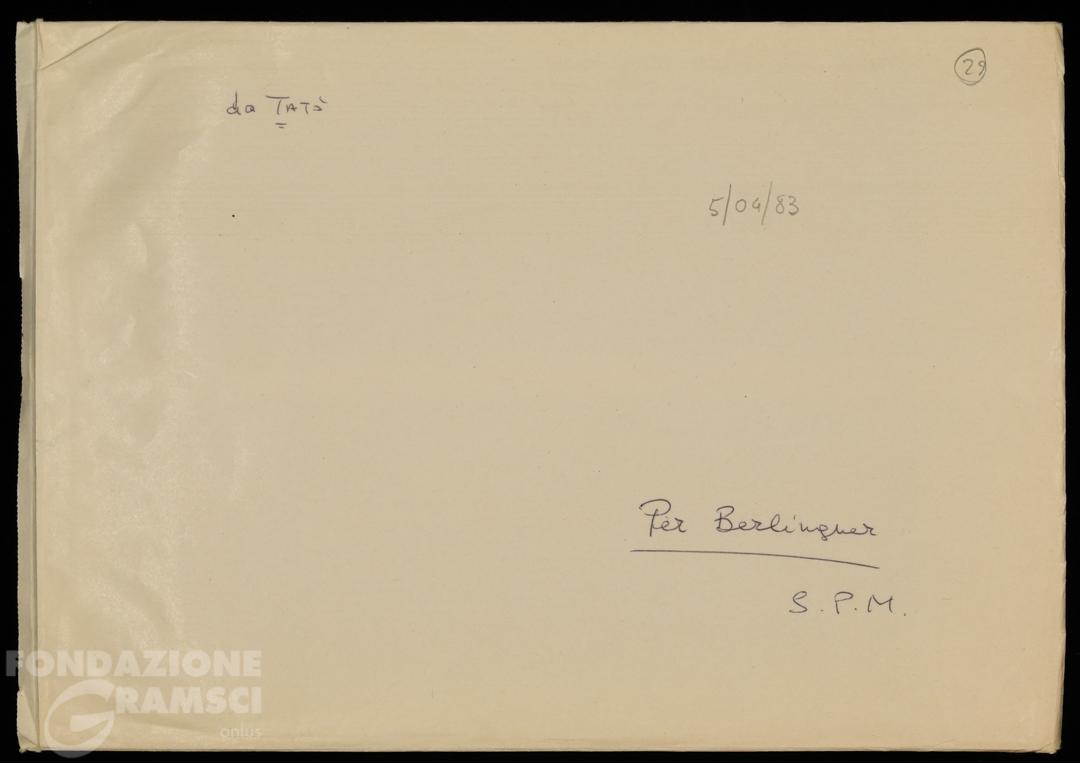 29
da TATÒ
5/04/83
Per Berlinguer
S.P.M.
FONDAZIONE
GRAMSCI
onlus